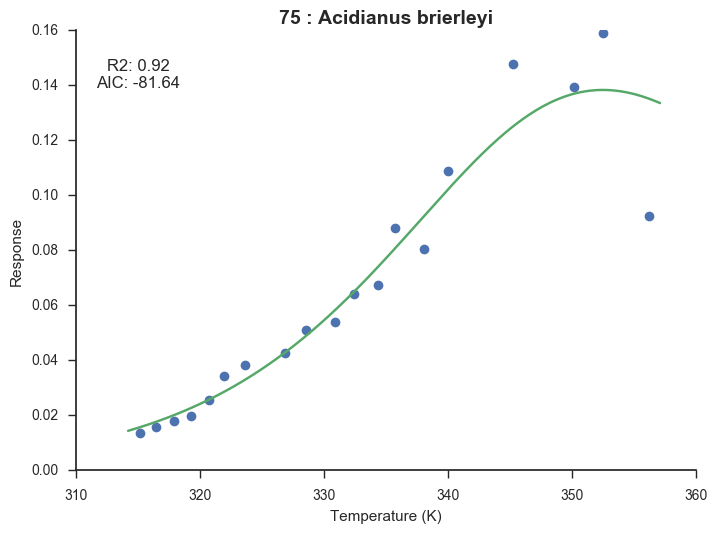 75 : Acidianus brierleyi
R2: 0.92
AIC: -81.64
Response
0.16
0.14
0.12
0.10
0.08
0.06
0.04
0.02
0.00
310 320 330 340 350 360
Temperature (K)